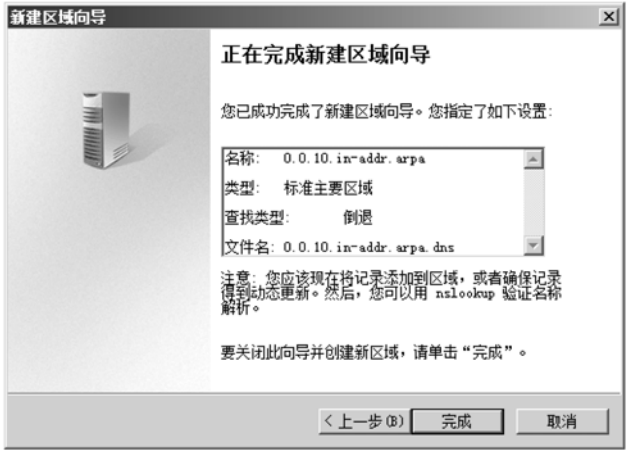 新建区域向导
正在完成新建区域向导
您已成功完成了新建区域向导。您指定了如下设置:
名称: 0.0.10.in-addr.arpa
类型: 标准主要区域
查找类型: 倒退
文件名: 0.0.10.in-addr.arpa.dns
注意: 您应该现在将记录添加到区域，或者确保记录
得到动态更新。然后，您可以用 nslookup 验证名称
解析。
要关闭此向导并创建新区域，请单击“完成”。
< 上一步(B)
完成
取消